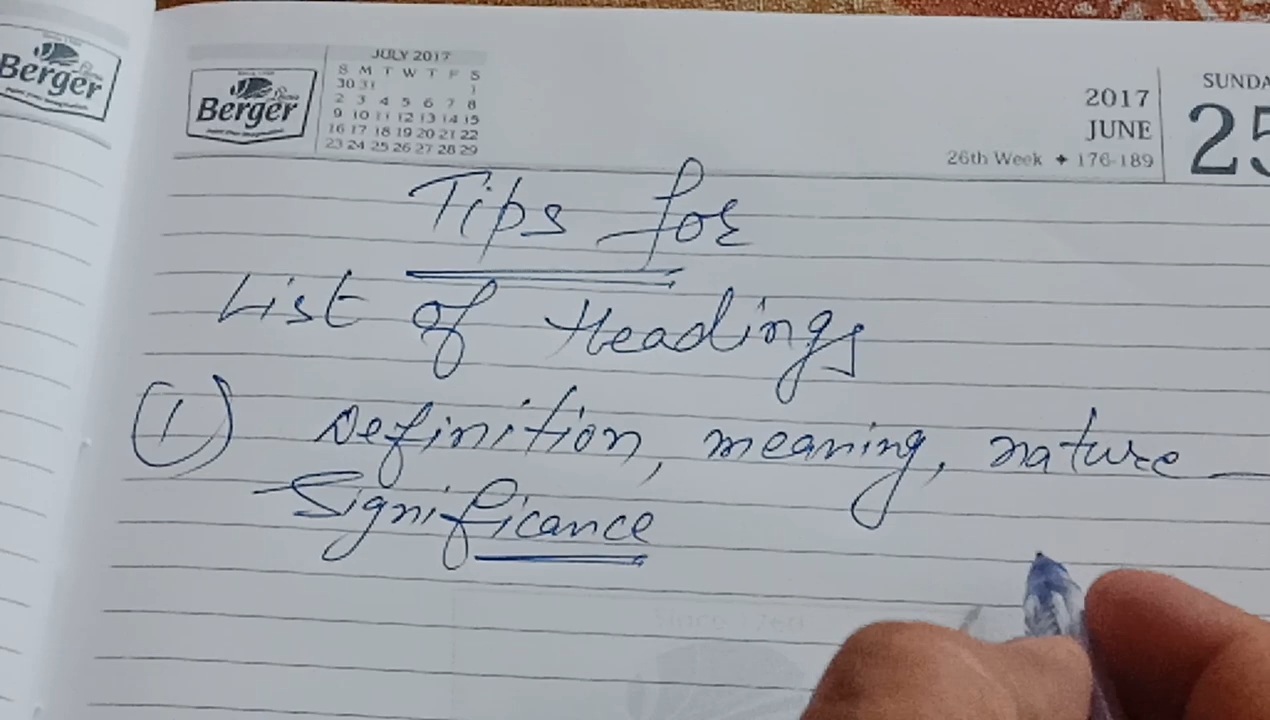 Berger
Berger
JULY 2017
S M T W T F S
30 31 1
2 3 4 5 6 7 8
9 10 11 12 13 14 15
16 17 18 19 20 21 22
23 24 25 26 27 28 29
2017
JUNE
26th Week ✦ 176-189
SUNDA
25
Tips for
List of Headings
1 Definition, meaning, nature
Significance